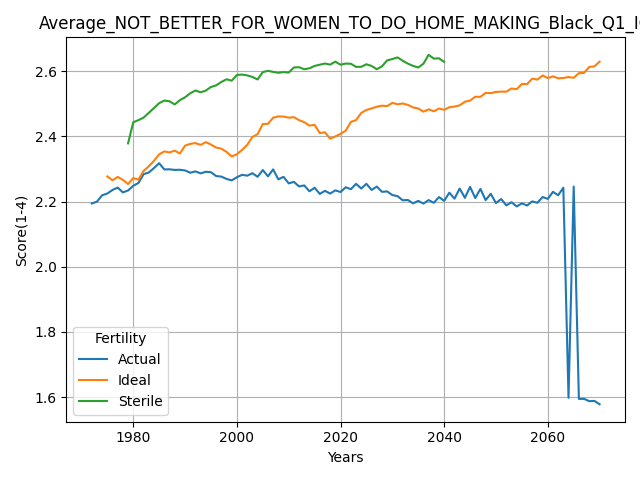 Average_NOT_BETTER_FOR_WOMEN_TO_DO_HOME_MAKING_Black_Q1_I
Score(1-4)
2.6
2.4
2.2
2.0
1.8
1.6
Fertility
Actual
Ideal
Sterile
1980
2000
2020
2040
2060
Years